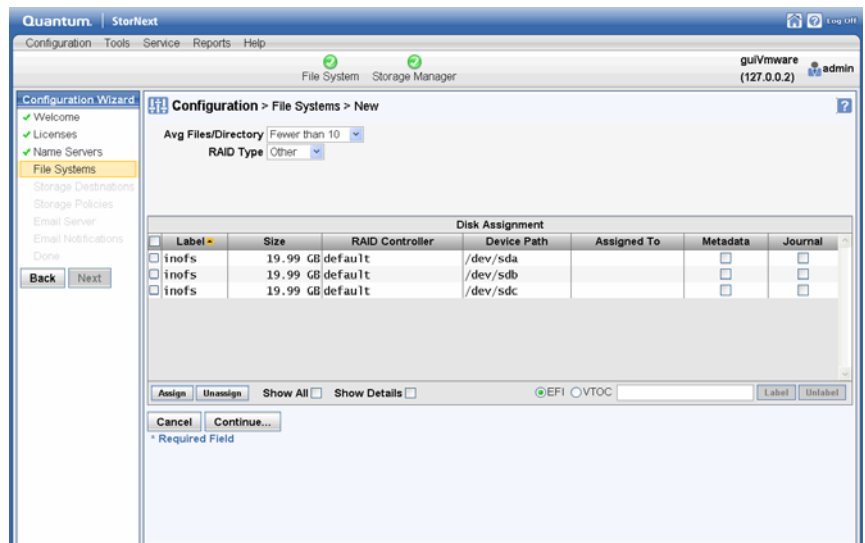 Quantum. StorNext Log Off
Configuration Tools Service Reports Help
File System Storage Manager
guiVmware
(127.0.0.2)
admin
Configuration Wizard
Welcome
Licenses
Name Servers
File Systems
Storage Destinations
Storage Policies
Email Server
Email Notifications
Done
Back Next
Configuration > File Systems > New ?
Avg Files/Directory Fewer than 10
RAID Type Other
Disk Assignment
Label Size RAID Controller Device Path Assigned To Metadata Journal
inofs 19.99 GB default /dev/sda
inofs 19.99 GB default /dev/sdb
inofs 19.99 GB default /dev/sdc
Assign Unassign Show All Show Details EFI VTOC Label Unlabel
Cancel Continue...
* Required Field